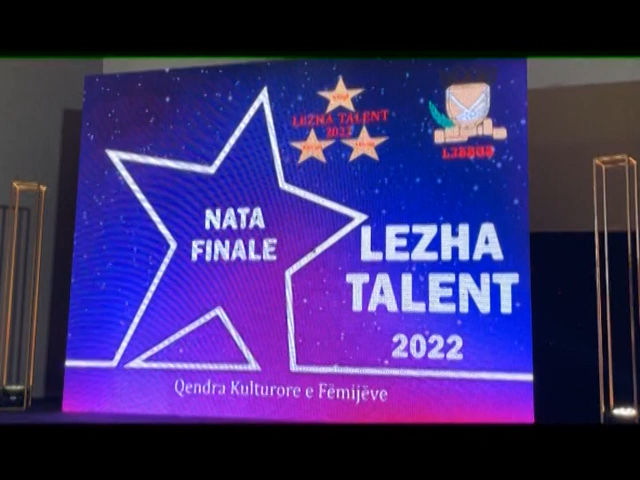 LEZHA TALENT
2022
NATA
FINALE
LEZHA
TALENT
2022
Qendra Kulturore e Fëmijëve